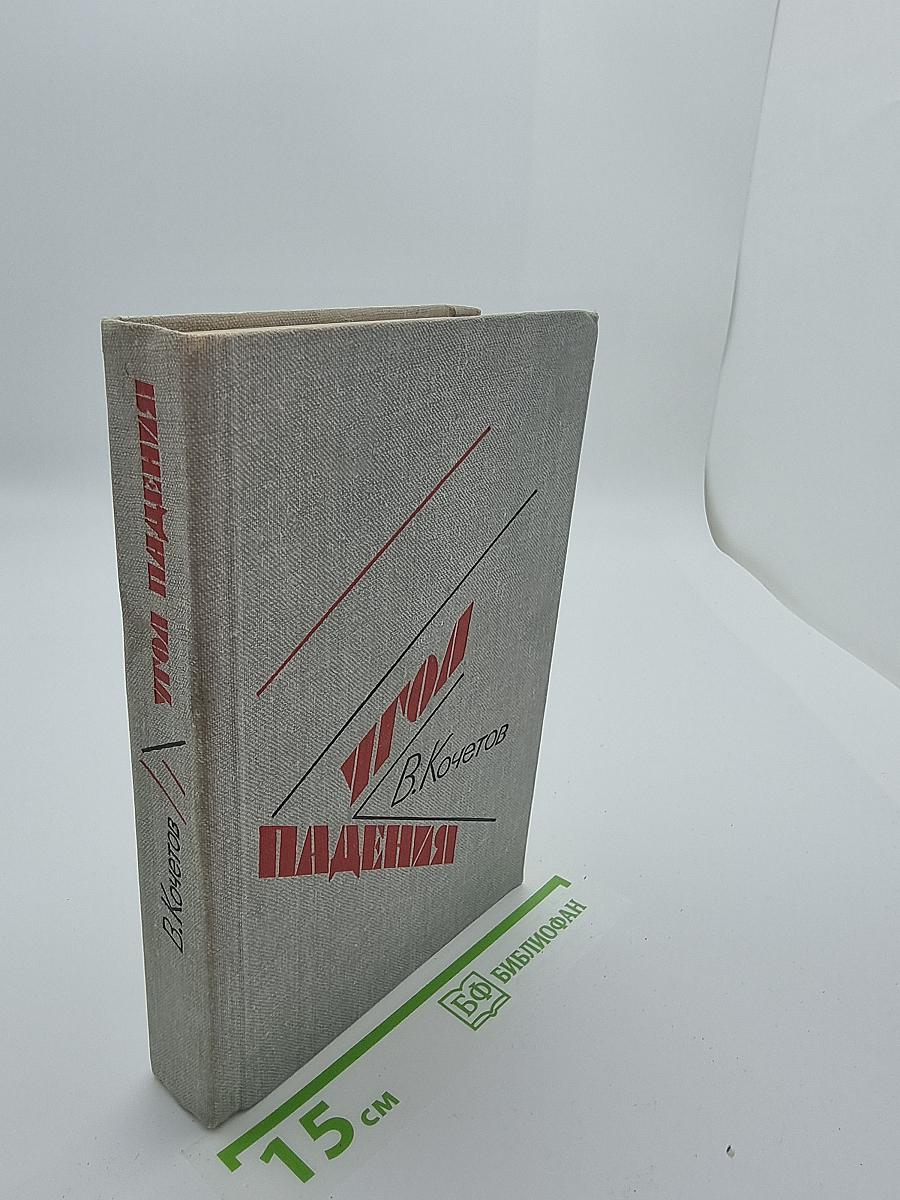 УГОЛ
ПАДЕНИЯ
В.Кочетов
УГОЛ ПАДЕНИЯ
В.Кочетов
БФ БИБЛИОФАН
15 см